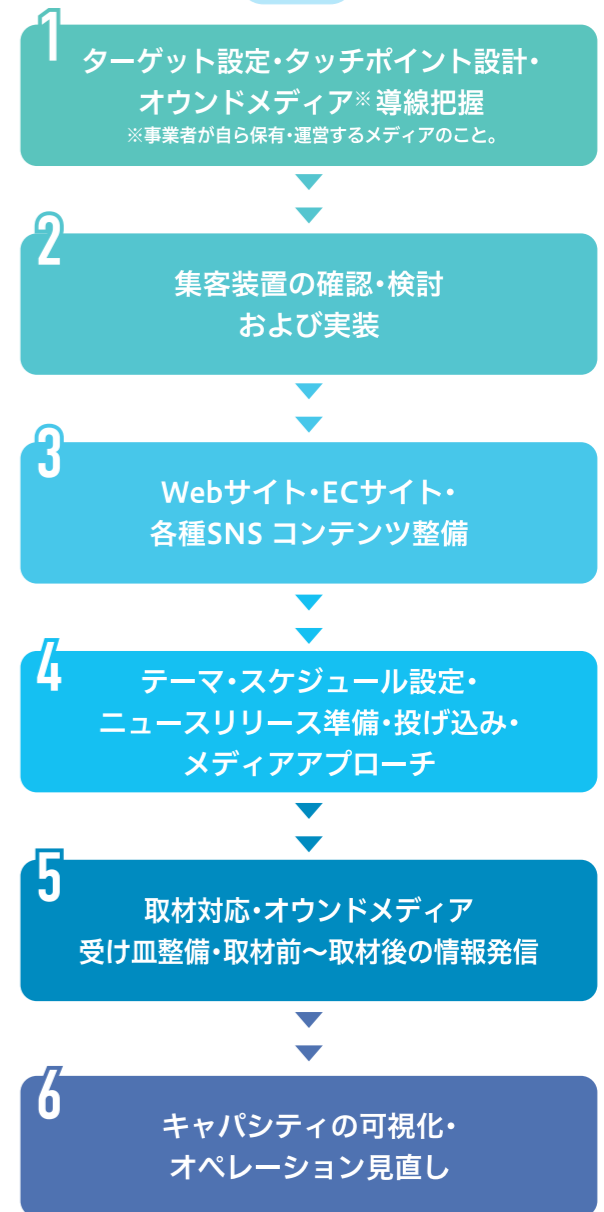 1
ターゲット設定・タッチポイント設計・
オウンドメディア※導線把握
※事業者が自ら保有・運営するメディアのこと。
2
集客装置の確認・検討
および実装
3
Webサイト・ECサイト・
各種SNS コンテンツ整備
4
テーマ・スケジュール設定・
ニュースリリース準備・投げ込み・
メディアアプローチ
5
取材対応・オウンドメディア
受け皿整備・取材前〜取材後の情報発信
6
キャパシティの可視化・
オペレーション見直し